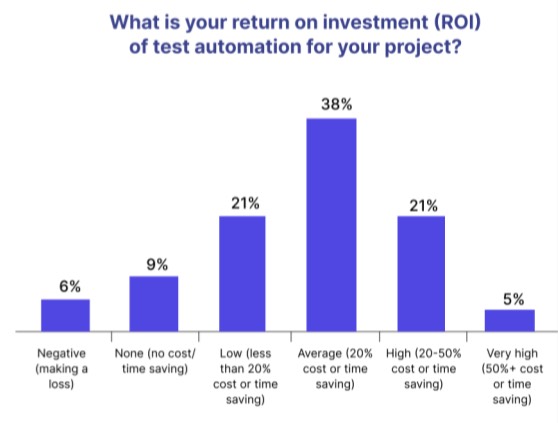 What is your return on investment (ROI)
of test automation for your project?
38%
21%
21%
9%
6%
5%
Negative
(making a
loss)
None (no cost/
time saving)
Low (less
than 20%
cost or time
saving)
Average (20%
cost or time
saving)
High (20-50%
cost or time
saving)
Very high
(50%+ cost
or time
saving)